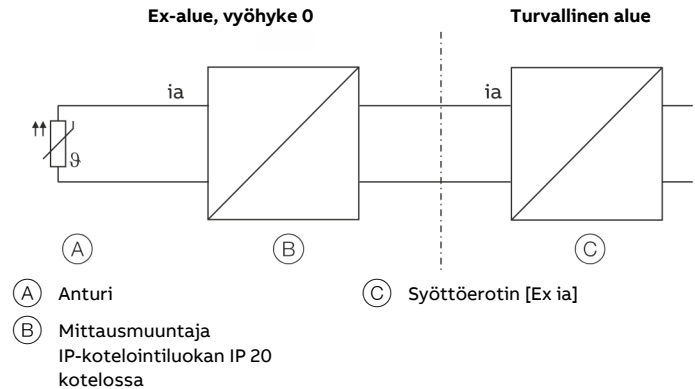 Ex-alue, vyöhyke 0
Turvallinen alue
ia
ia
ϑ
A
B
C
A Anturi
B Mittausmuuntaja
IP-kotelointiluokan IP 20
kotelossa
C Syöttöerotin [Ex ia]